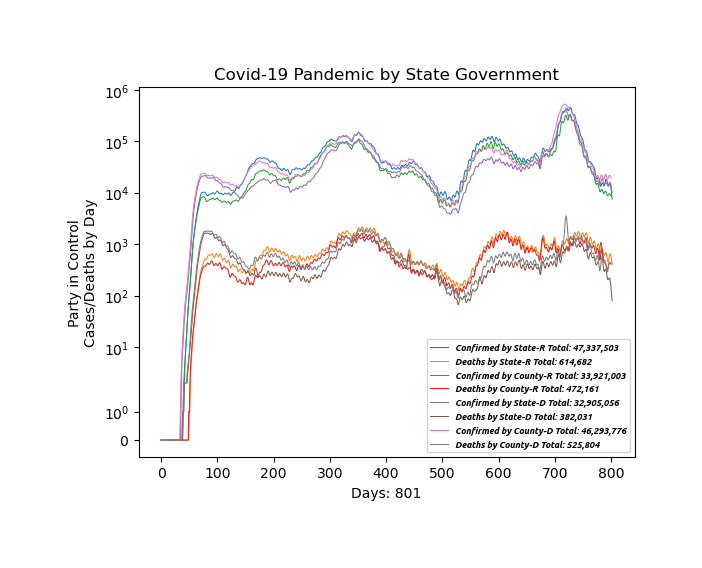 Covid-19 Pandemic by State Government
Party in Control
Cases/Deaths by Day
10^6
10^5
10^4
10^3
10^2
10^1
10^0
0
Confirmed by State-R Total: 47,337,503
Deaths by State-R Total: 614,682
Confirmed by County-R Total: 33,921,003
Deaths by County-R Total: 472,161
Confirmed by State-D Total: 32,905,056
Deaths by State-D Total: 382,031
Confirmed by County-D Total: 46,293,776
Deaths by County-D Total: 525,804
0 100 200 300 400 500 600 700 800
Days: 801